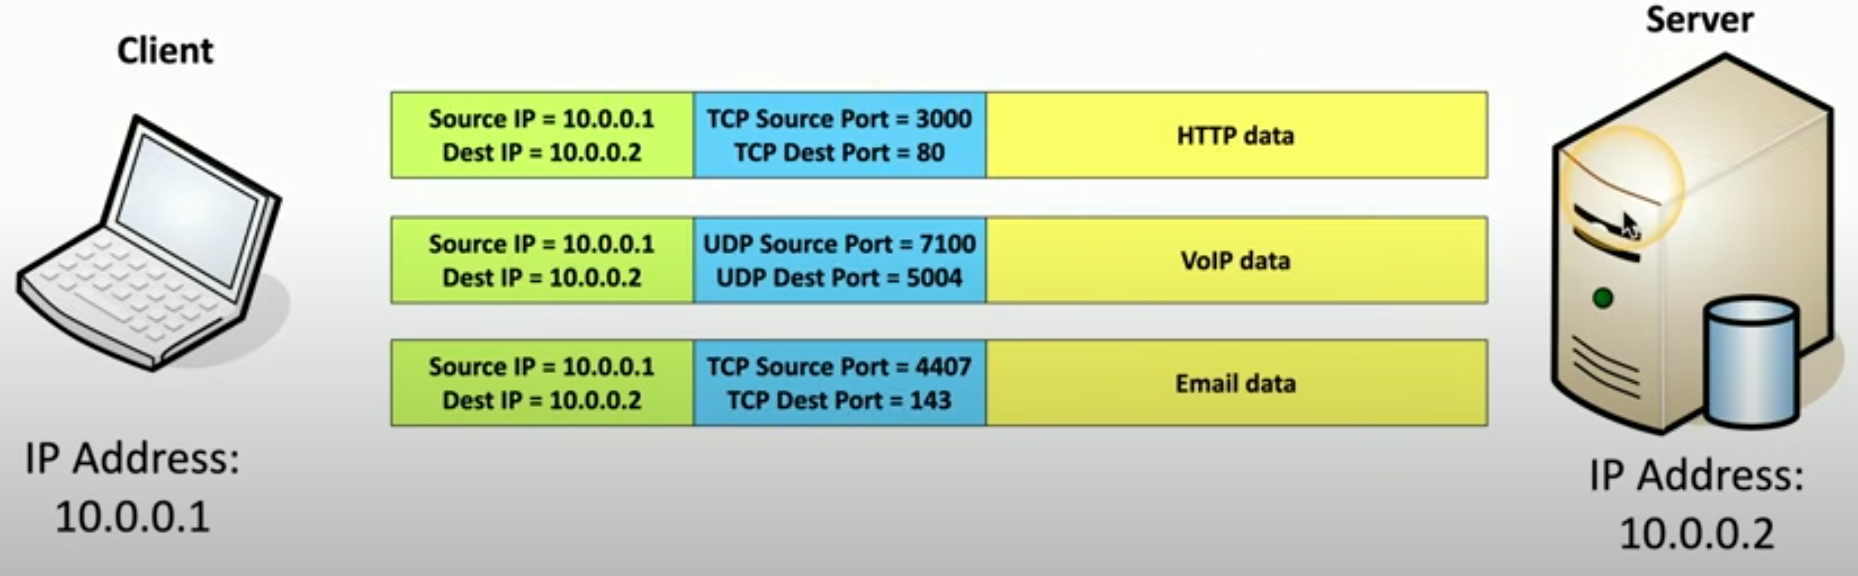 Client
Server
Source IP = 10.0.0.1
Dest IP = 10.0.0.2
TCP Source Port = 3000
TCP Dest Port = 80
HTTP data
Source IP = 10.0.0.1
Dest IP = 10.0.0.2
UDP Source Port = 7100
UDP Dest Port = 5004
VoIP data
Source IP = 10.0.0.1
Dest IP = 10.0.0.2
TCP Source Port = 4407
TCP Dest Port = 143
Email data
IP Address:
10.0.0.1
IP Address:
10.0.0.2